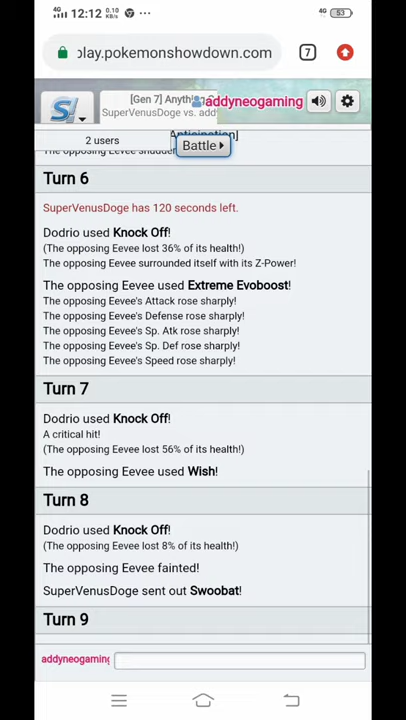 12:12 0.10 KB/s ••• 4G 53
play.pokemonshowdown.com 7
[Gen 7] Anything
SuperVenusDoge vs. add
addyneogaming
2 users
Anticipation]
Battle
Turn 6
SuperVenusDoge has 120 seconds left.
Dodrio used Knock Off!
(The opposing Eevee lost 36% of its health!)
The opposing Eevee surrounded itself with its Z-Power!
The opposing Eevee used Extreme Evoboost!
The opposing Eevee's Attack rose sharply!
The opposing Eevee's Defense rose sharply!
The opposing Eevee's Sp. Atk rose sharply!
The opposing Eevee's Sp. Def rose sharply!
The opposing Eevee's Speed rose sharply!
Turn 7
Dodrio used Knock Off!
A critical hit!
(The opposing Eevee lost 56% of its health!)
The opposing Eevee used Wish!
Turn 8
Dodrio used Knock Off!
(The opposing Eevee lost 8% of its health!)
The opposing Eevee fainted!
SuperVenusDoge sent out Swoobat!
Turn 9
addyneogaming